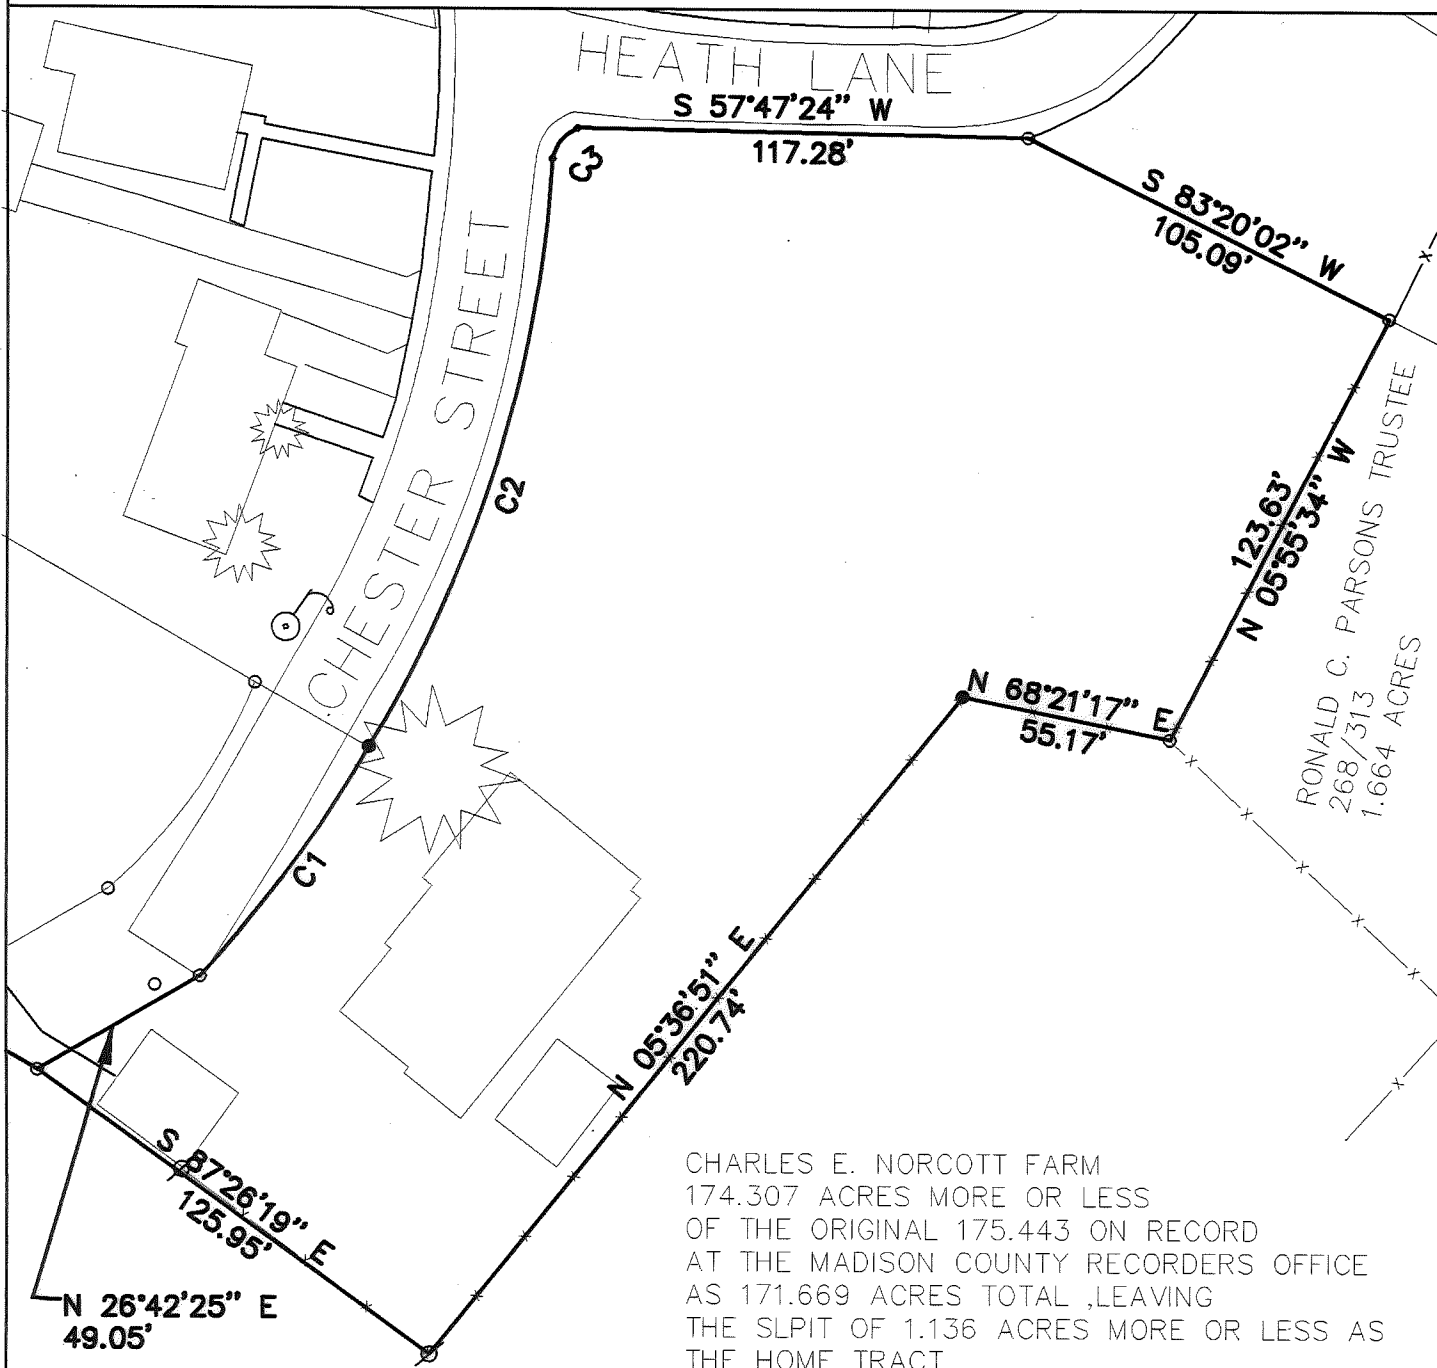 HEATH LANE
S 57°47'24" W
117.28'
C3
S 83°20'02" W
105.09'
CHESTER STREET
C2
123.63'
N 05°55'34" W
RONALD C. PARSONS TRUSTEE
268/313
1.664 ACRES
N 68°21'17" E
55.17'
C1
N 05°36'51" E
220.74'
S 87°26'19" E
125.95'
N 26°42'25" E
49.05'
CHARLES E. NORCOTT FARM
174.307 ACRES MORE OR LESS
OF THE ORIGINAL 175.443 ON RECORD
AT THE MADISON COUNTY RECORDERS OFFICE
AS 171.669 ACRES TOTAL ,LEAVING
THE SLPIT OF 1.136 ACRES MORE OR LESS AS
THE HOME TRACT